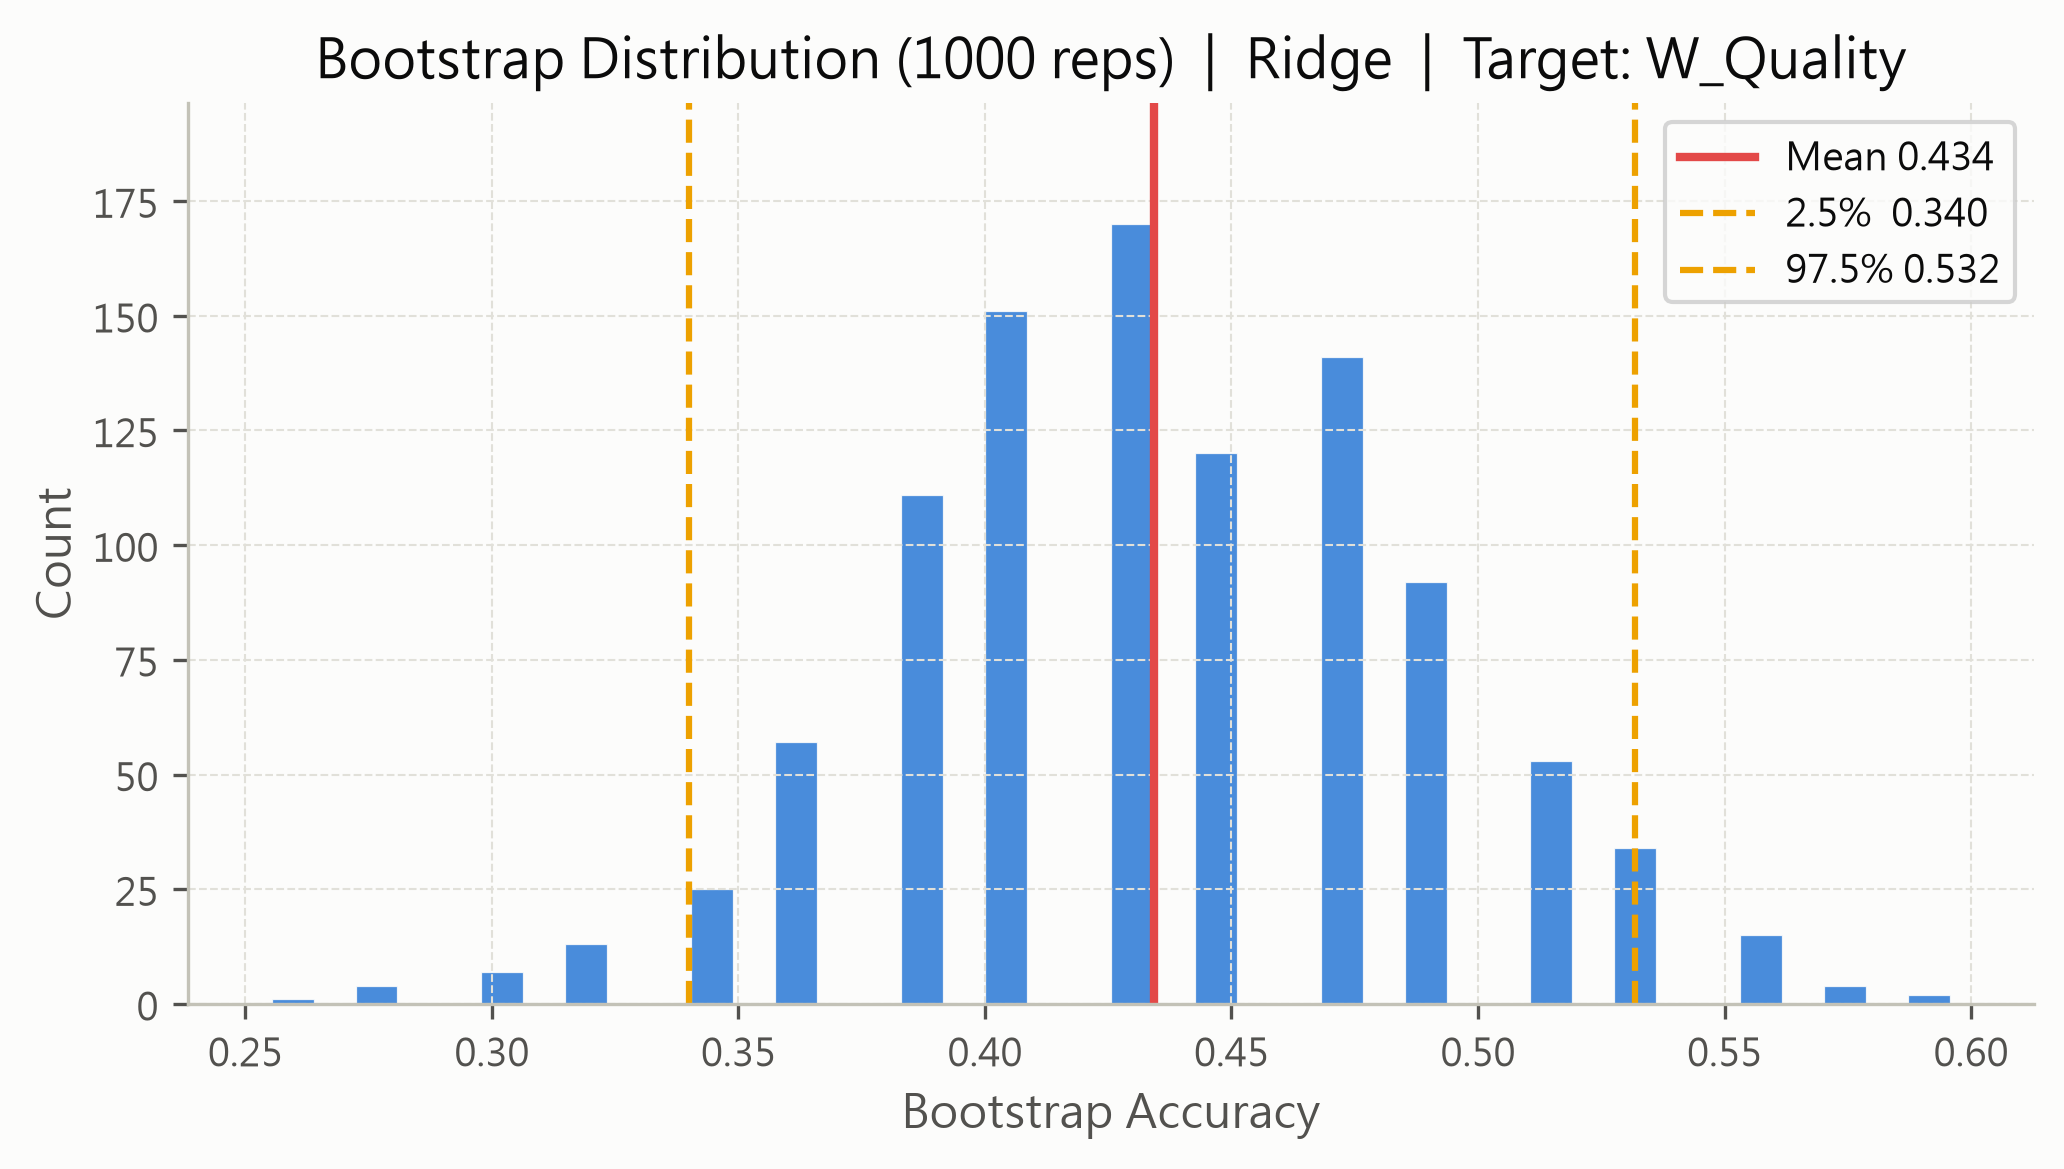 Bootstrap Distribution (1000 reps) | Ridge | Target: W_Quality
Mean 0.434
2.5% 0.340
97.5% 0.532
Count
175
150
125
100
75
50
25
0
0.25 0.30 0.35 0.40 0.45 0.50 0.55 0.60
Bootstrap Accuracy